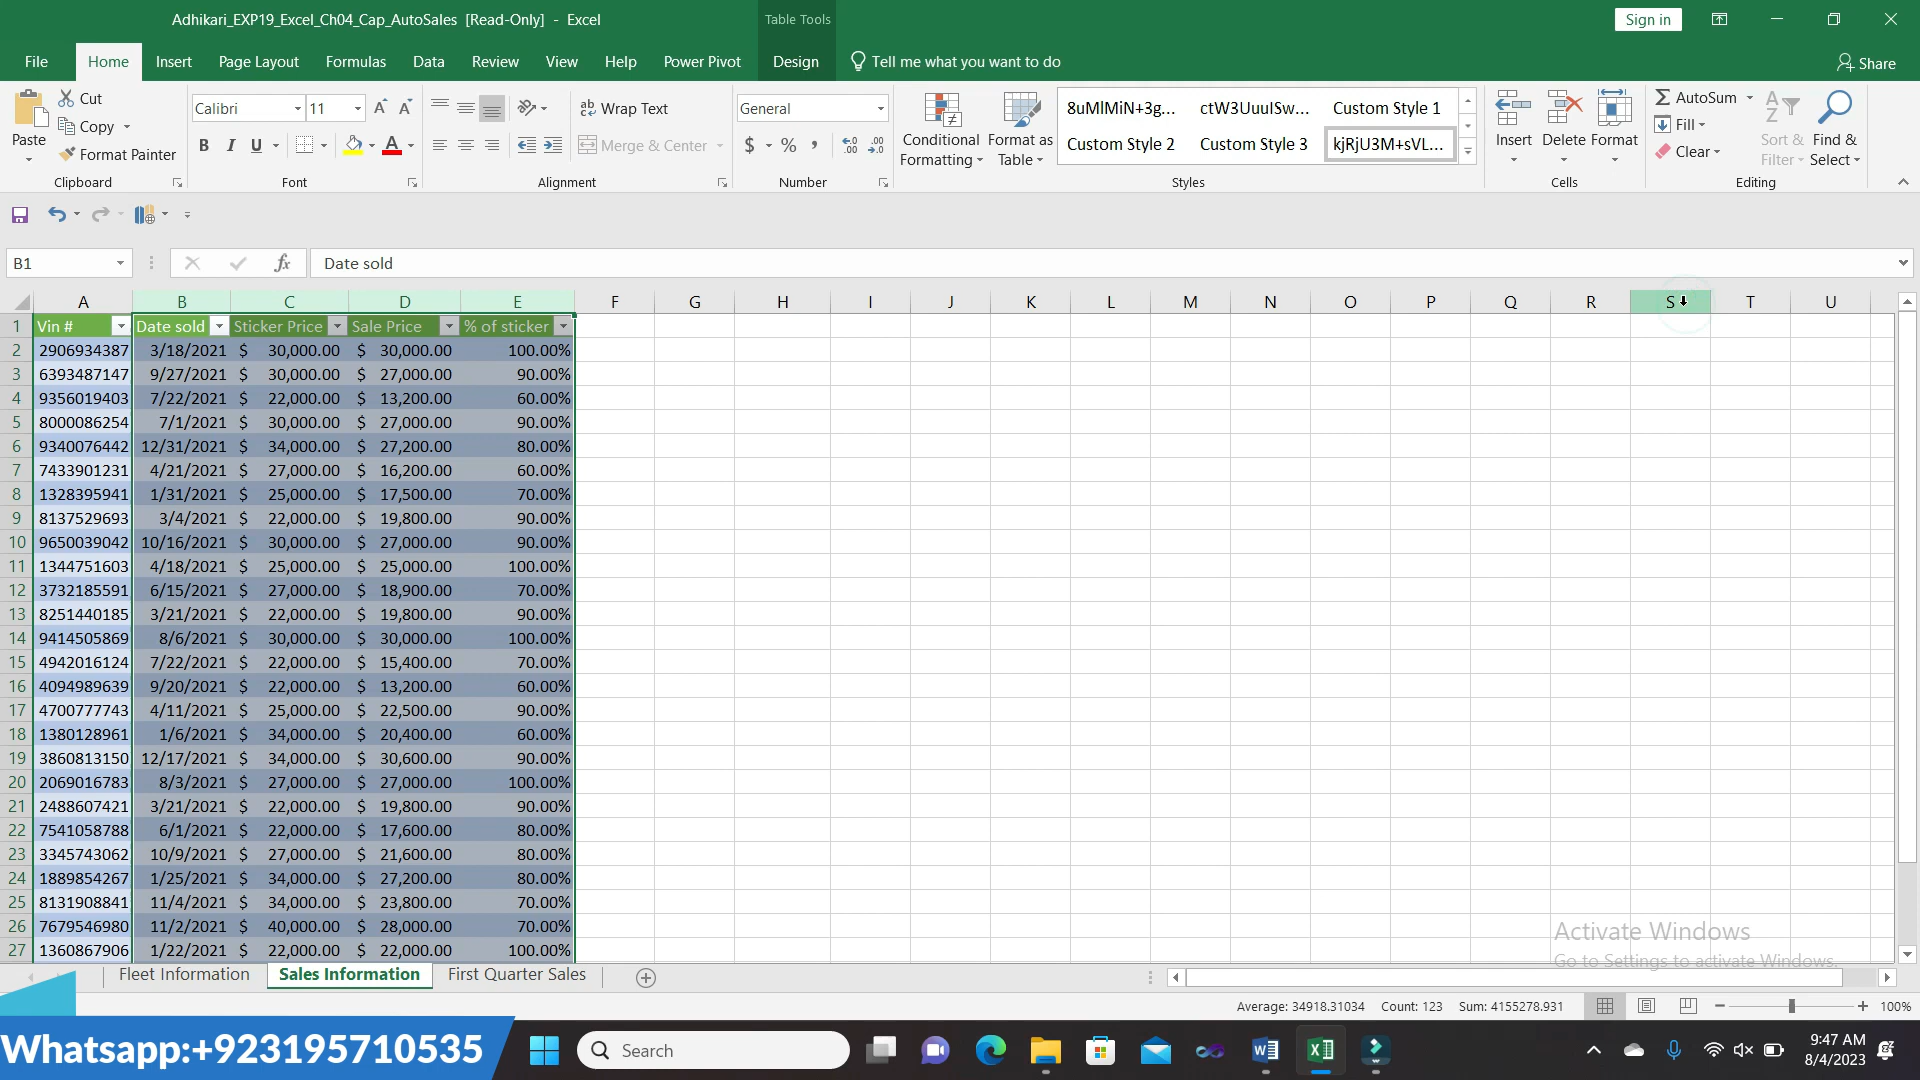 Adhikari_EXP19_Excel_Ch04_Cap_AutoSales [Read-Only] - Excel
Table Tools
Sign in
File Home Insert Page Layout Formulas Data Review View Help Power Pivot Design Tell me what you want to do Share
Paste
Cut
Copy
Format Painter
Clipboard
Calibri 11
B I U A
Font
Wrap Text
Merge & Center
Alignment
General
$ % ,
Number
Conditional Formatting
Format as Table
8uMlMiN+3g... ctW3UuuISw... Custom Style 1
Custom Style 2 Custom Style 3 kjRjU3M+sVL...
Styles
Insert Delete Format
Cells
AutoSum
Fill
Clear
Sort & Filter
Find & Select
Editing
B1 fx Date sold
A B C D E F G H I J K L M N O P Q R S T U
1 Vin # Date sold Sticker Price Sale Price % of sticker
2 2906934387 3/18/2021 $ 30,000.00 $ 30,000.00 100.00%
3 6393487147 9/27/2021 $ 30,000.00 $ 27,000.00 90.00%
4 9356019403 7/22/2021 $ 22,000.00 $ 13,200.00 60.00%
5 8000086254 7/1/2021 $ 30,000.00 $ 27,000.00 90.00%
6 9340076442 12/31/2021 $ 34,000.00 $ 27,200.00 80.00%
7 7433901231 4/21/2021 $ 27,000.00 $ 16,200.00 60.00%
8 1328395941 1/31/2021 $ 25,000.00 $ 17,500.00 70.00%
9 8137529693 3/4/2021 $ 22,000.00 $ 19,800.00 90.00%
10 9650039042 10/16/2021 $ 30,000.00 $ 27,000.00 90.00%
11 1344751603 4/18/2021 $ 25,000.00 $ 25,000.00 100.00%
12 3732185591 6/15/2021 $ 27,000.00 $ 18,900.00 70.00%
13 8251440185 3/21/2021 $ 22,000.00 $ 19,800.00 90.00%
14 9414505869 8/6/2021 $ 30,000.00 $ 30,000.00 100.00%
15 4942016124 7/22/2021 $ 22,000.00 $ 15,400.00 70.00%
16 4094989639 9/20/2021 $ 22,000.00 $ 13,200.00 60.00%
17 4700777743 4/11/2021 $ 25,000.00 $ 22,500.00 90.00%
18 1380128961 1/6/2021 $ 34,000.00 $ 20,400.00 60.00%
19 3860813150 12/17/2021 $ 34,000.00 $ 30,600.00 90.00%
20 2069016783 8/3/2021 $ 27,000.00 $ 27,000.00 100.00%
21 2488607421 3/21/2021 $ 22,000.00 $ 19,800.00 90.00%
22 7541058788 6/1/2021 $ 22,000.00 $ 17,600.00 80.00%
23 3345743062 10/9/2021 $ 27,000.00 $ 21,600.00 80.00%
24 1889854267 1/25/2021 $ 34,000.00 $ 27,200.00 80.00%
25 8131908841 11/4/2021 $ 34,000.00 $ 23,800.00 70.00%
26 7679546980 11/2/2021 $ 40,000.00 $ 28,000.00 70.00%
27 1360867906 1/22/2021 $ 22,000.00 $ 22,000.00 100.00%
Activate Windows
Go to Settings to activate Windows.
Fleet Information Sales Information First Quarter Sales
Average: 34918.31034 Count: 123 Sum: 4155278.931 100%
Whatsapp:+923195710535
Search
9:47 AM
8/4/2023